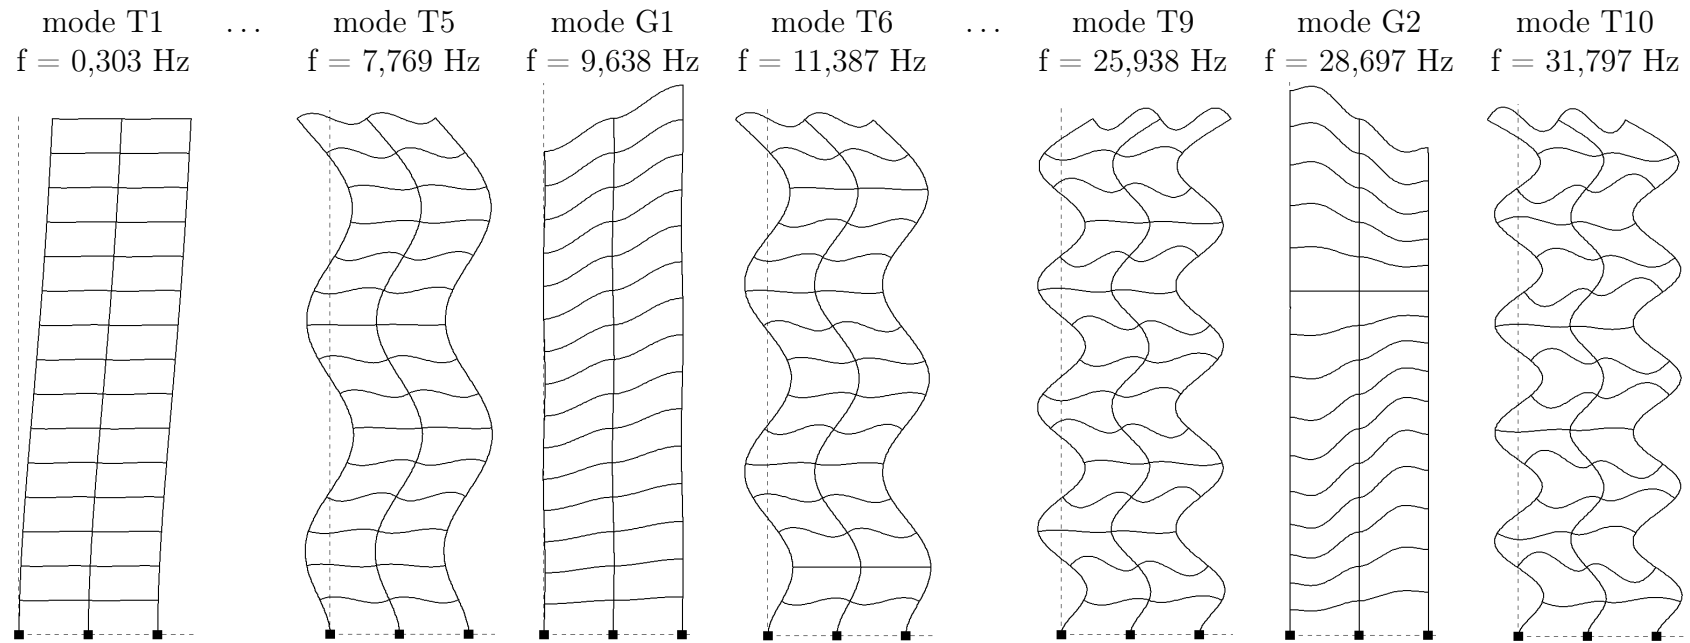 mode T1 … mode T5 mode G1 mode T6 … mode T9 mode G2 mode T10
f = 0,303 Hz f = 7,769 Hz f = 9,638 Hz f = 11,387 Hz f = 25,938 Hz f = 28,697 Hz f = 31,797 Hz